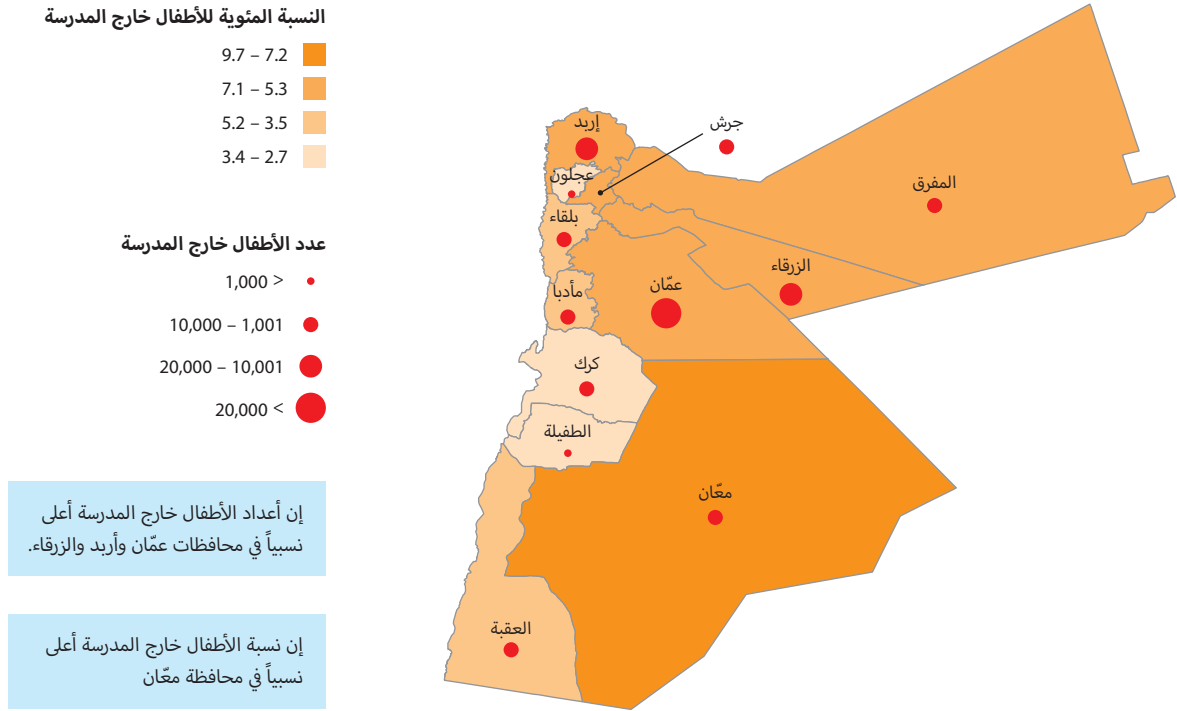 النسبة المئوية للأطفال خارج المدرسة
7.2 – 9.7
5.3 – 7.1
3.5 – 5.2
2.7 – 3.4
عدد الأطفال خارج المدرسة
< 1,000
1,001 – 10,000
10,001 – 20,000
> 20,000
إن أعداد الأطفال خارج المدرسة أعلى
نسبياً في محافظات عمّان وأربد والزرقاء.
إن نسبة الأطفال خارج المدرسة أعلى
نسبياً في محافظة معّان
إربد
جرش
عجلون
المفرق
بلقاء
الزرقاء
عمّان
مأدبا
كرك
الطفيلة
معّان
العقبة